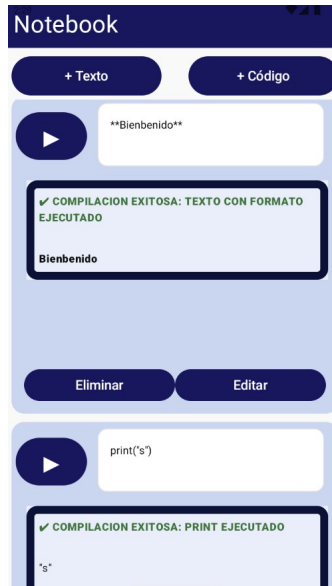 Notebook
+ Texto
+ Código
**Bienbenido**
✔ COMPILACION EXITOSA: TEXTO CON FORMATO
EJECUTADO
Bienbenido
Eliminar
Editar
print("s")
✔ COMPILACION EXITOSA: PRINT EJECUTADO
"s"